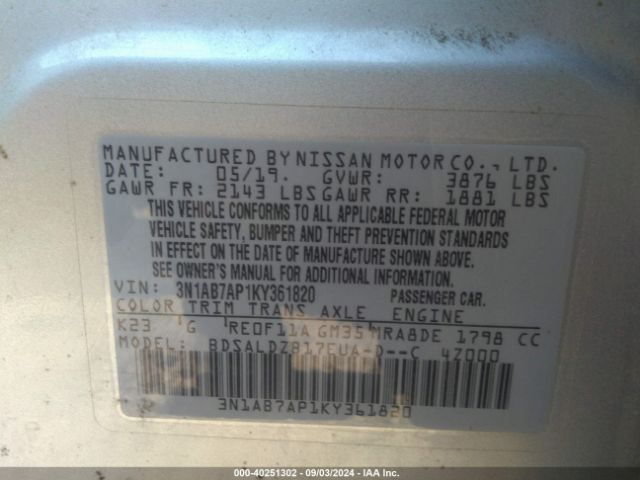 MANUFACTURED BY NISSAN MOTOR CO., LTD.
DATE: 05/19. GVWR: 3876 LBS
GAWR FR: 2143 LBS GAWR RR: 1881 LBS
THIS VEHICLE CONFORMS TO ALL APPLICABLE FEDERAL MOTOR
VEHICLE SAFETY, BUMPER AND THEFT PREVENTION STANDARDS
IN EFFECT ON THE DATE OF MANUFACTURE SHOWN ABOVE.
SEE OWNER'S MANUAL FOR ADDITIONAL INFORMATION.
VIN: 3N1AB7AP1KY361820 PASSENGER CAR.
COLOR TRIM TRANS AXLE ENGINE
K23 G RE0F11A GM35 MRA8DE 1798 CC
MODEL: BDSALDZB17EUA-D--C 4Z000
3N1AB7AP1KY361820
000-40251302 - 09/03/2024 - IAA Inc.